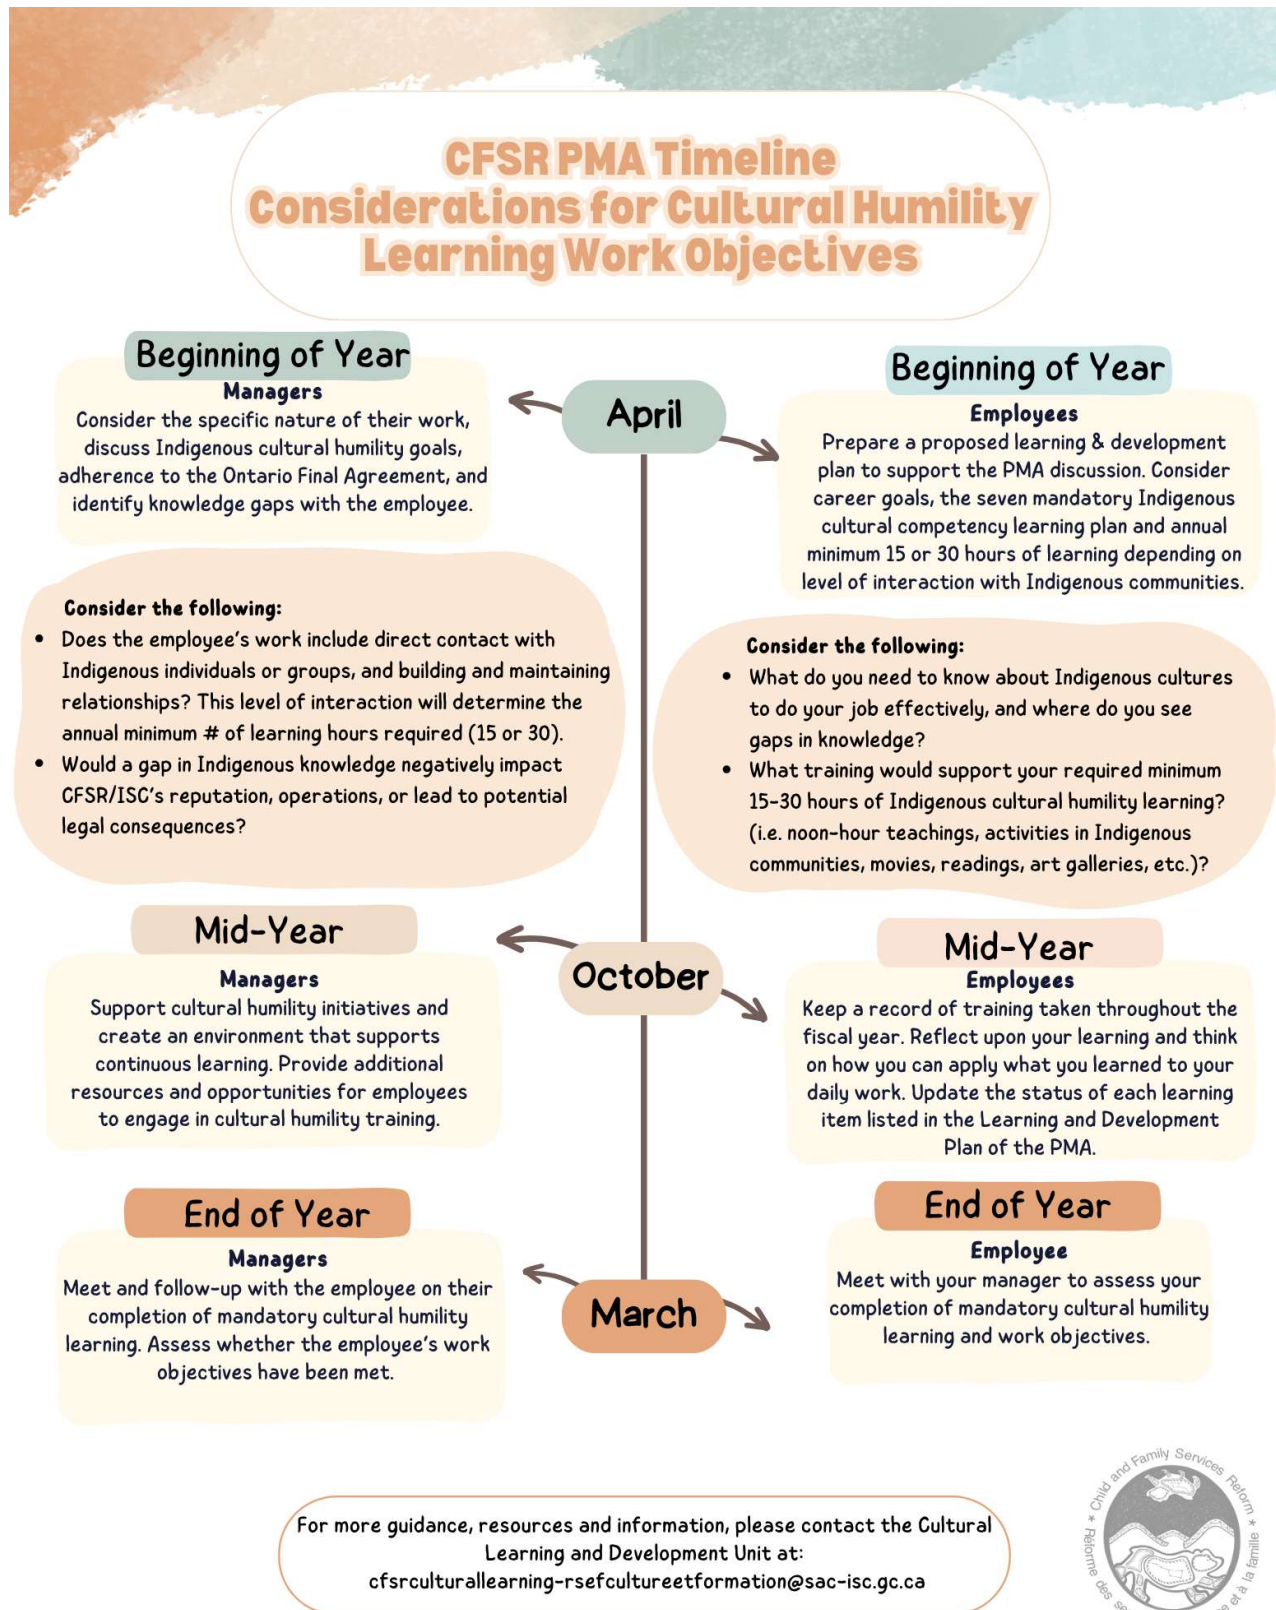 CFSR PMA Timeline
Considerations for Cultural Humility
Learning Work Objectives
Beginning of Year
Managers
Consider the specific nature of their work,
discuss Indigenous cultural humility goals,
adherence to the Ontario Final Agreement, and
identify knowledge gaps with the employee.
April
Beginning of Year
Employees
Prepare a proposed learning & development
plan to support the PMA discussion. Consider
career goals, the seven mandatory Indigenous
cultural competency learning plan and annual
minimum 15 or 30 hours of learning depending on
level of interaction with Indigenous communities.
Consider the following:
• Does the employee's work include direct contact with
Indigenous individuals or groups, and building and maintaining
relationships? This level of interaction will determine the
annual minimum # of learning hours required (15 or 30).
• Would a gap in Indigenous knowledge negatively impact
CFSR/ISC's reputation, operations, or lead to potential
legal consequences?
Consider the following:
• What do you need to know about Indigenous cultures
to do your job effectively, and where do you see
gaps in knowledge?
• What training would support your required minimum
15-30 hours of Indigenous cultural humility learning?
(i.e. noon-hour teachings, activities in Indigenous
communities, movies, readings, art galleries, etc.)?
Mid-Year
Managers
Support cultural humility initiatives and
create an environment that supports
continuous learning. Provide additional
resources and opportunities for employees
to engage in cultural humility training.
October
Mid-Year
Employees
Keep a record of training taken throughout the
fiscal year. Reflect upon your learning and think
on how you can apply what you learned to your
daily work. Update the status of each learning
item listed in the Learning and Development
Plan of the PMA.
End of Year
Managers
Meet and follow-up with the employee on their
completion of mandatory cultural humility
learning. Assess whether the employee's work
objectives have been met.
March
End of Year
Employee
Meet with your manager to assess your
completion of mandatory cultural humility
learning and work objectives.
For more guidance, resources and information, please contact the Cultural
Learning and Development Unit at:
cfsrculturallearning-rsefcultureetformation@sac-isc.gc.ca
Child and Family Services Reform
Réforme des
et à la famille